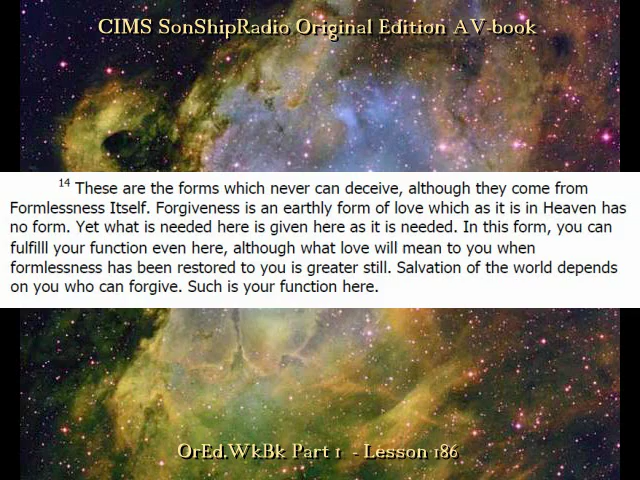 CIMS SonShipRadio Original Edition AV-book
14 These are the forms which never can deceive, although they come from
Formlessness Itself. Forgiveness is an earthly form of love which as it is in Heaven has
no form. Yet what is needed here is given here as it is needed. In this form, you can
fulfilll your function even here, although what love will mean to you when
formlessness has been restored to you is greater still. Salvation of the world depends
on you who can forgive. Such is your function here.
OrEd.WkBk Part 1 - Lesson 186